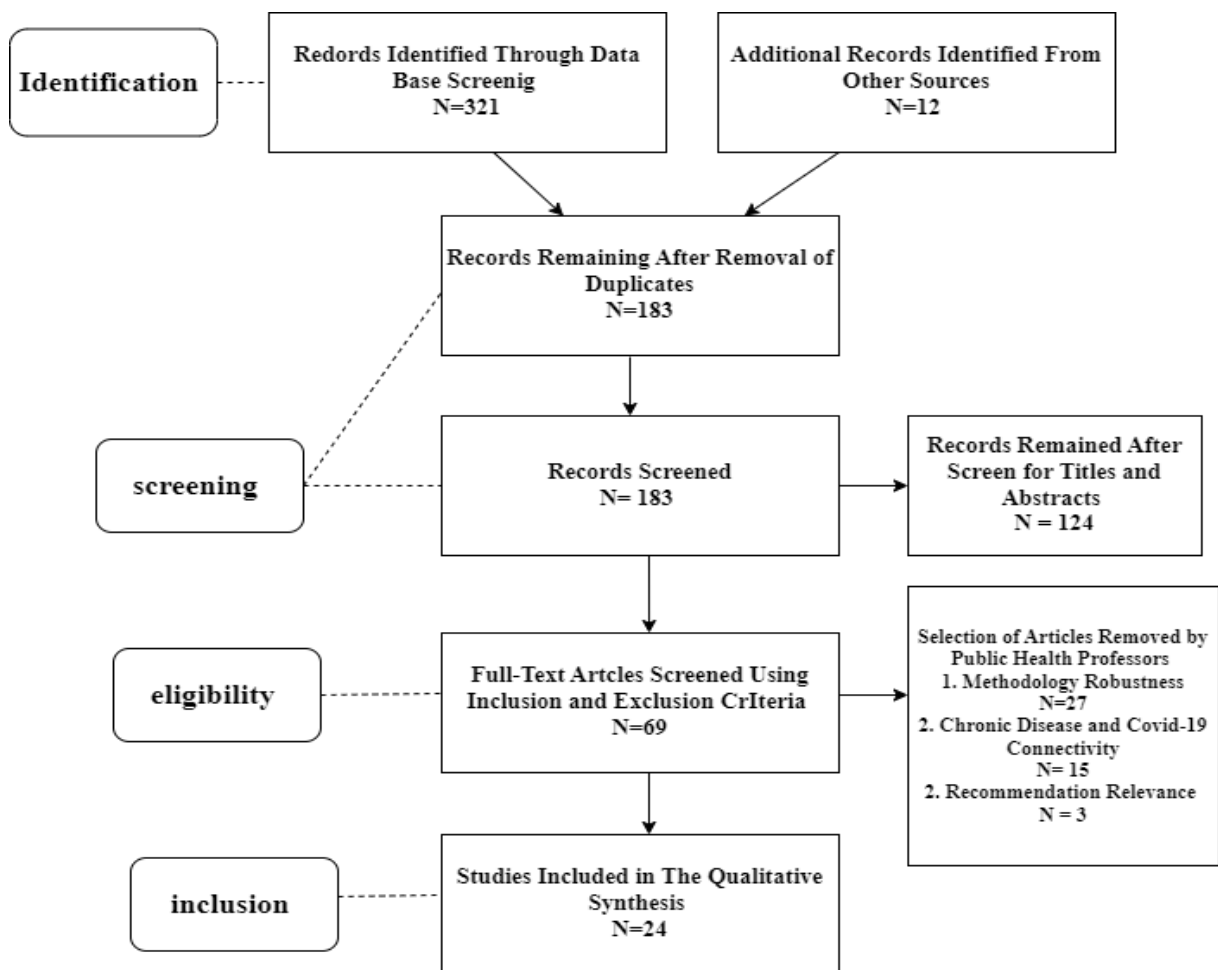 Identification
Redords Identified Through Data
Base Screenig
N=321
Additional Records Identified From
Other Sources
N=12
Records Remaining After Removal of
Duplicates
N=183
screening
Records Screened
N= 183
Records Remained After
Screen for Titles and
Abstracts
N = 124
eligibility
Full-Text Artcles Screened Using
Inclusion and Exclusion CrIteria
N=69
Selection of Articles Removed by
Public Health Professors
1. Methodology Robustness
N=27
2. Chronic Disease and Covid-19
Connectivity
N= 15
2. Recommendation Relevance
N = 3
inclusion
Studies Included in The Qualitative
Synthesis
N=24